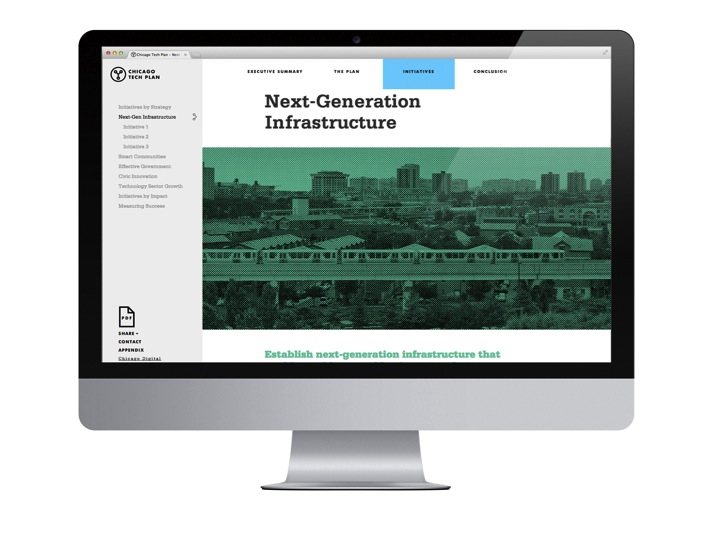 Chicago Tech Plan – Next
CHICAGO
TECH PLAN
EXECUTIVE SUMMARY
THE PLAN
INITIATIVES
CONCLUSION
Initiatives by Strategy
Next-Gen Infrastructure
Initiative 1
Initiative 2
Initiative 3
Smart Communities
Effective Government
Civic Innovation
Technology Sector Growth
Initiatives by Impact
Measuring Success
PDF
SHARE +
CONTACT
APPENDIX
Chicago Digital
Next-Generation
Infrastructure
Establish next-generation infrastructure that